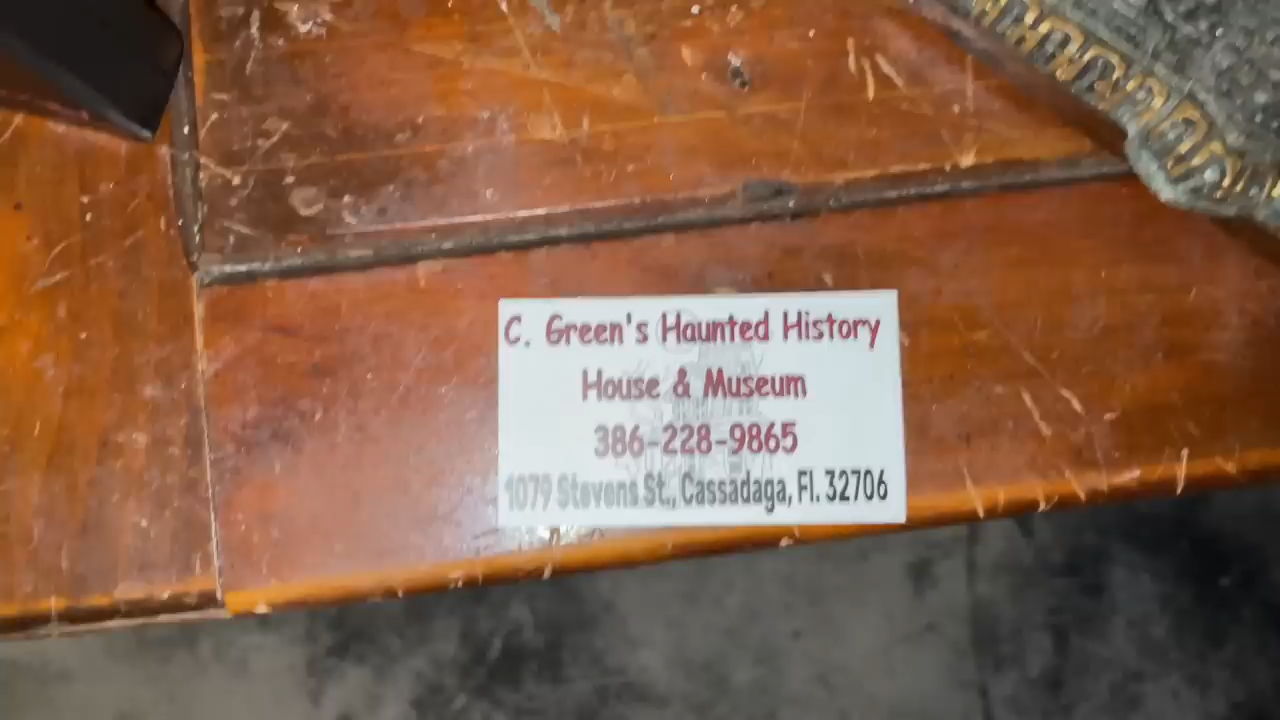 C. Green's Haunted History
House & Museum
386-228-9865
1079 Stevens St., Cassadaga, Fl. 32706